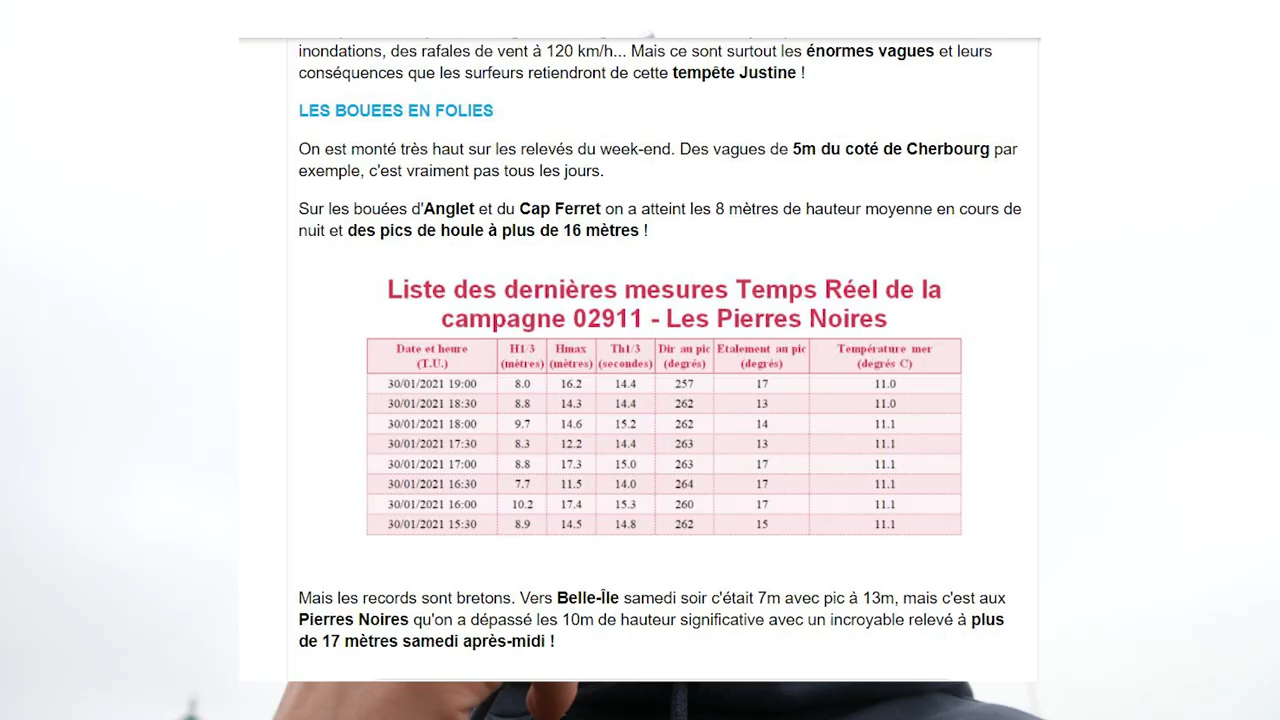 inondations, des rafales de vent à 120 km/h... Mais ce sont surtout les énormes vagues et leurs
conséquences que les surfeurs retiendront de cette tempête Justine !
LES BOUEES EN FOLIES
On est monté très haut sur les relevés du week-end. Des vagues de 5m du coté de Cherbourg par
exemple, c'est vraiment pas tous les jours.
Sur les bouées d'Anglet et du Cap Ferret on a atteint les 8 mètres de hauteur moyenne en cours de
nuit et des pics de houle à plus de 16 mètres !
Liste des dernières mesures Temps Réel de la
campagne 02911 - Les Pierres Noires
Date et heure (T.U.) H1/3 (mètres) Hmax (mètres) Th1/3 (secondes) Dir au pic (degrés) Etalement au pic (degrés) Température mer (degrés C)
30/01/2021 19:00 8.0 16.2 14.4 257 17 11.0
30/01/2021 18:30 8.8 14.3 14.4 262 13 11.0
30/01/2021 18:00 9.7 14.6 15.2 262 14 11.1
30/01/2021 17:30 8.3 12.2 14.4 263 13 11.1
30/01/2021 17:00 8.8 17.3 15.0 263 17 11.1
30/01/2021 16:30 7.7 11.5 14.0 264 17 11.1
30/01/2021 16:00 10.2 17.4 15.3 260 17 11.1
30/01/2021 15:30 8.9 14.5 14.8 262 15 11.1
Mais les records sont bretons. Vers Belle-Île samedi soir c'était 7m avec pic à 13m, mais c'est aux
Pierres Noires qu'on a dépassé les 10m de hauteur significative avec un incroyable relevé à plus
de 17 mètres samedi après-midi !